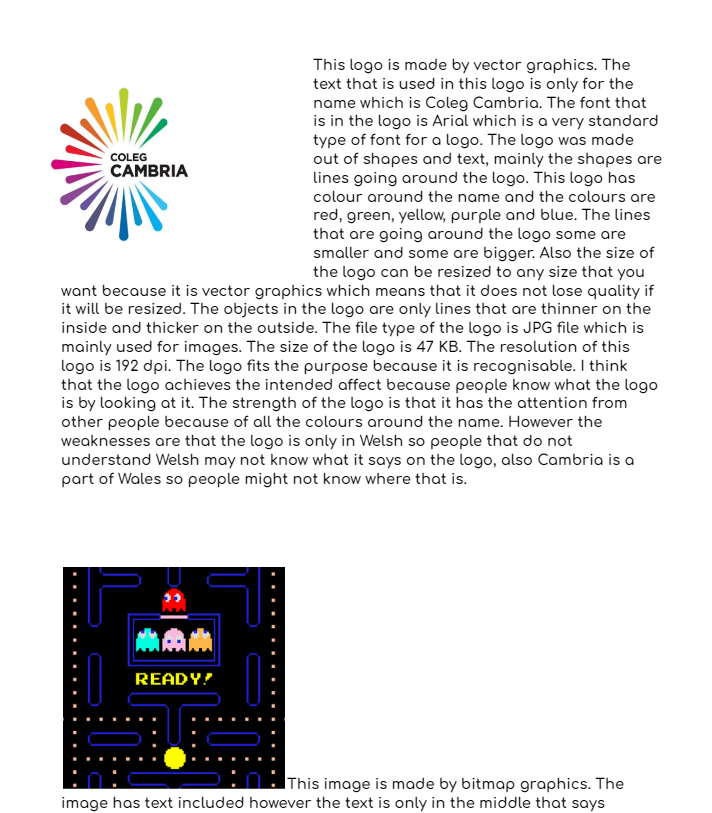 This logo is made by vector graphics. The
text that is used in this logo is only for the
name which is Coleg Cambria. The font that
is in the logo is Arial which is a very standard
type of font for a logo. The logo was made
out of shapes and text, mainly the shapes are
lines going around the logo. This logo has
colour around the name and the colours are
red, green, yellow, purple and blue. The lines
that are going around the logo some are
smaller and some are bigger. Also the size of
the logo can be resized to any size that you
COLEG
CAMBRIA
want because it is vector graphics which means that it does not lose quality if
it will be resized. The objects in the logo are only lines that are thinner on the
inside and thicker on the outside. The file type of the logo is JPG file which is
mainly used for images. The size of the logo is 47 KB. The resolution of this
logo is 192 dpi. The logo fits the purpose because it is recognisable. I think
that the logo achieves the intended affect because people know what the logo
is by looking at it. The strength of the logo is that it has the attention from
other people because of all the colours around the name. However the
weaknesses are that the logo is only in Welsh so people that do not
understand Welsh may not know what it says on the logo, also Cambria is a
part of Wales so people might not know where that is.
READY!
This image is made by bitmap graphics. The
image has text included however the text is only in the middle that says